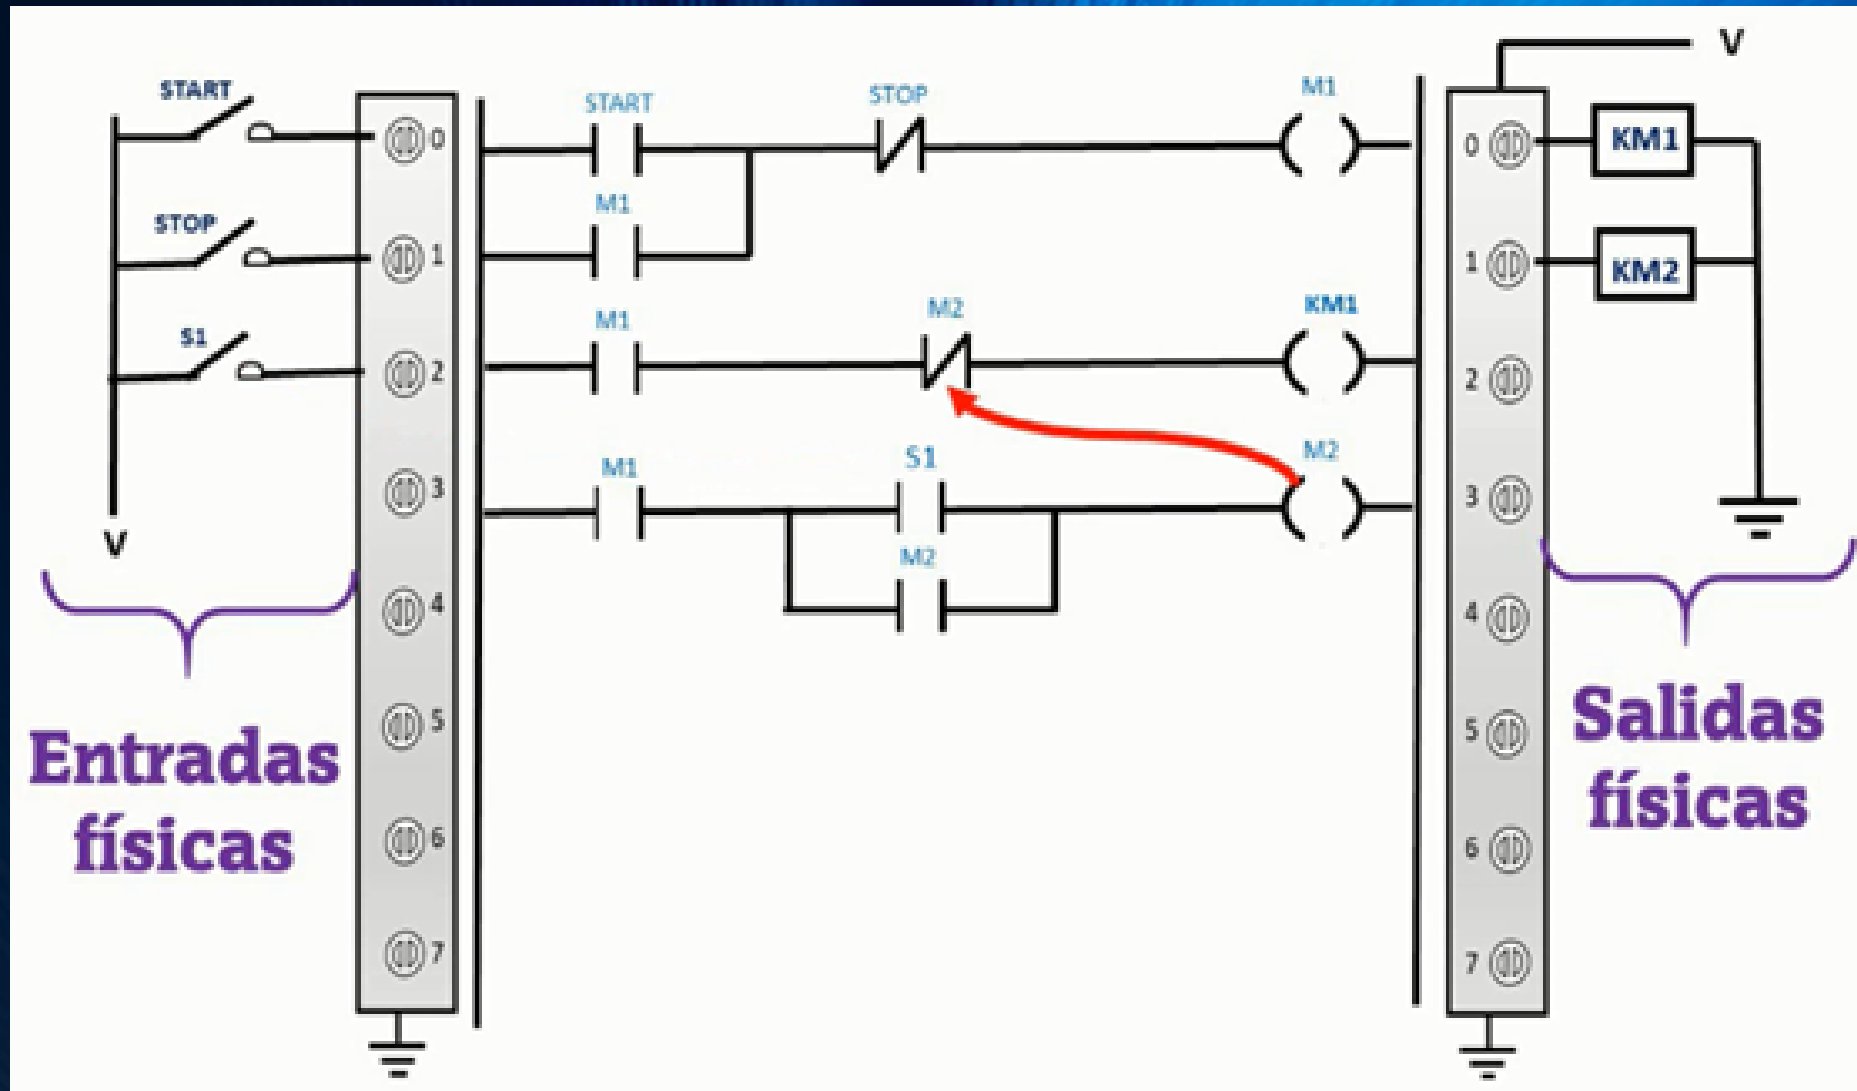 START
STOP
S1
V
0
1
2
3
4
5
6
7
Entradas
físicas
START STOP M1
M1
M1 M2 KM1
M1 S1 M2
M2
V
0
1
2
3
4
5
6
7
KM1
KM2
Salidas
físicas